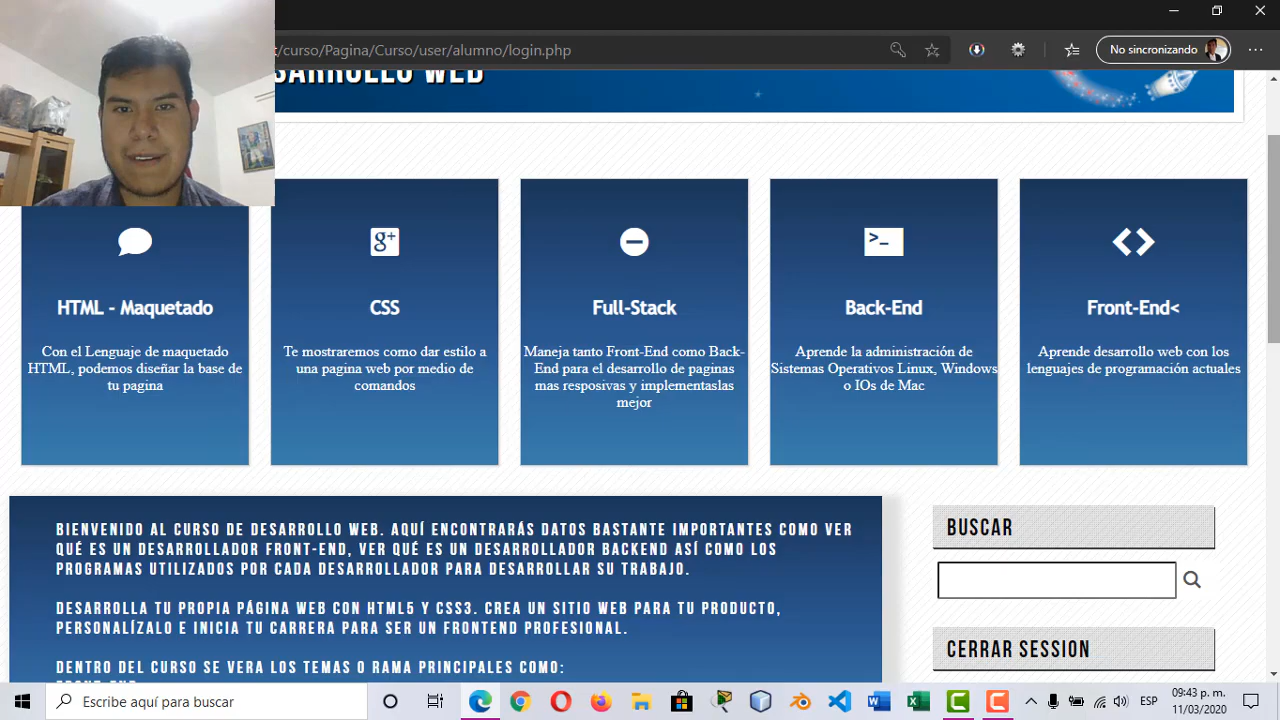 t/curso/Pagina/Curso/user/alumno/login.php
No sincronizando
SARROLLO WEB
g+
>_
HTML - Maquetado
CSS
Full-Stack
Back-End
Front-End<
Con el Lenguaje de maquetado
HTML, podemos diseñar la base de
tu pagina
Te mostraremos como dar estilo a
una pagina web por medio de
comandos
Maneja tanto Front-End como Back-
End para el desarrollo de paginas
mas resposivas y implementaslas
mejor
Aprende la administración de
Sistemas Operativos Linux, Windows
o IOs de Mac
Aprende desarrollo web con los
lenguajes de programación actuales
BIENVENIDO AL CURSO DE DESARROLLO WEB. AQUÍ ENCONTRARÁS DATOS BASTANTE IMPORTANTES COMO VER
QUÉ ES UN DESARROLLADOR FRONT-END, VER QUÉ ES UN DESARROLLADOR BACKEND ASÍ COMO LOS
PROGRAMAS UTILIZADOS POR CADA DESARROLLADOR PARA DESARROLLAR SU TRABAJO.
DESARROLLA TU PROPIA PÁGINA WEB CON HTML5 Y CSS3. CREA UN SITIO WEB PARA TU PRODUCTO,
PERSONALÍZALO E INICIA TU CARRERA PARA SER UN FRONTEND PROFESIONAL.
DENTRO DEL CURSO SE VERA LOS TEMAS O RAMA PRINCIPALES COMO:
BUSCAR
CERRAR SESSION
Escribe aquí para buscar
ESP
09:43 p. m.
11/03/2020